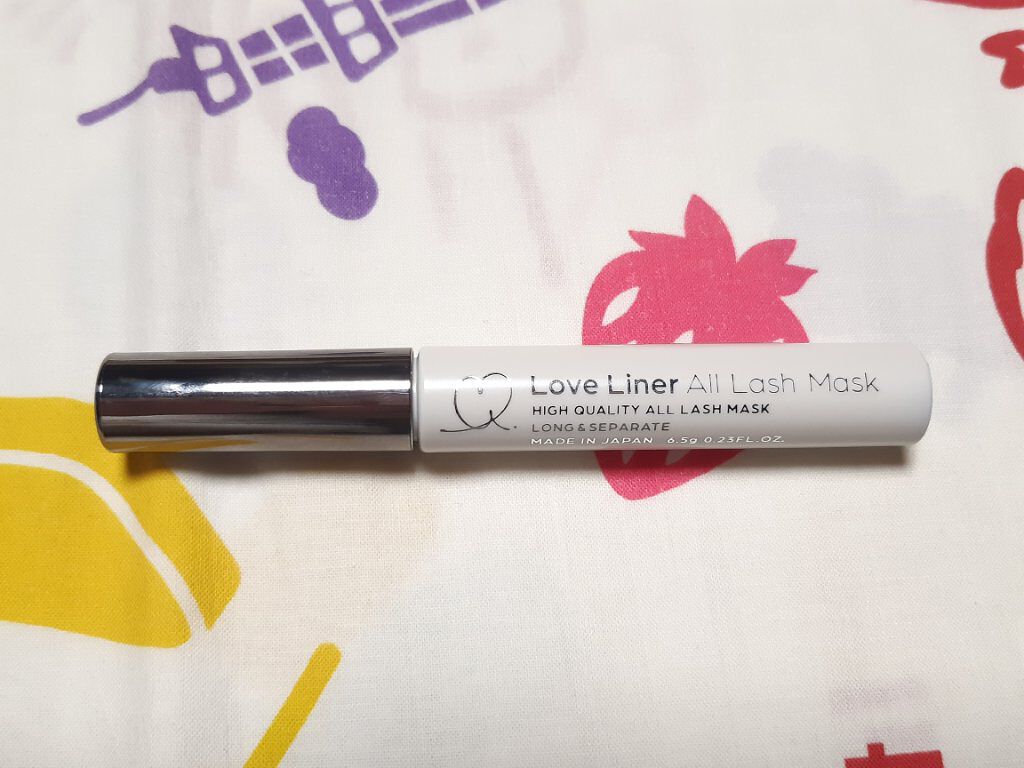 Love Liner All Lash Mask
HIGH QUALITY ALL LASH MASK
LONG & SEPARATE
MADE IN JAPAN 6.5g 0.23FL.OZ.